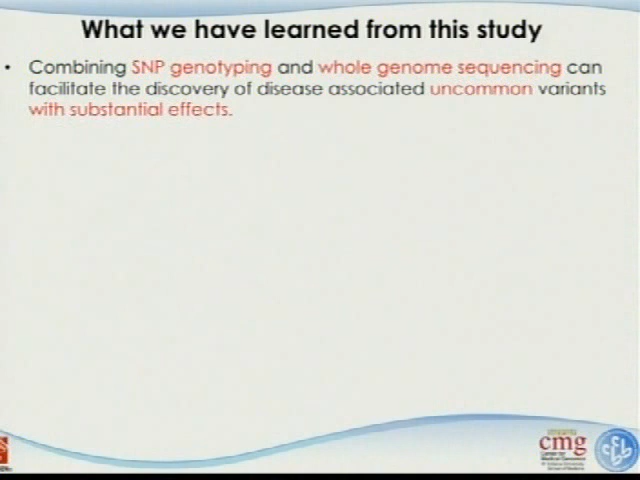 What we have learned from this study
• Combining SNP genotyping and whole genome sequencing can
facilitate the discovery of disease associated uncommon variants
with substantial effects.
cmg